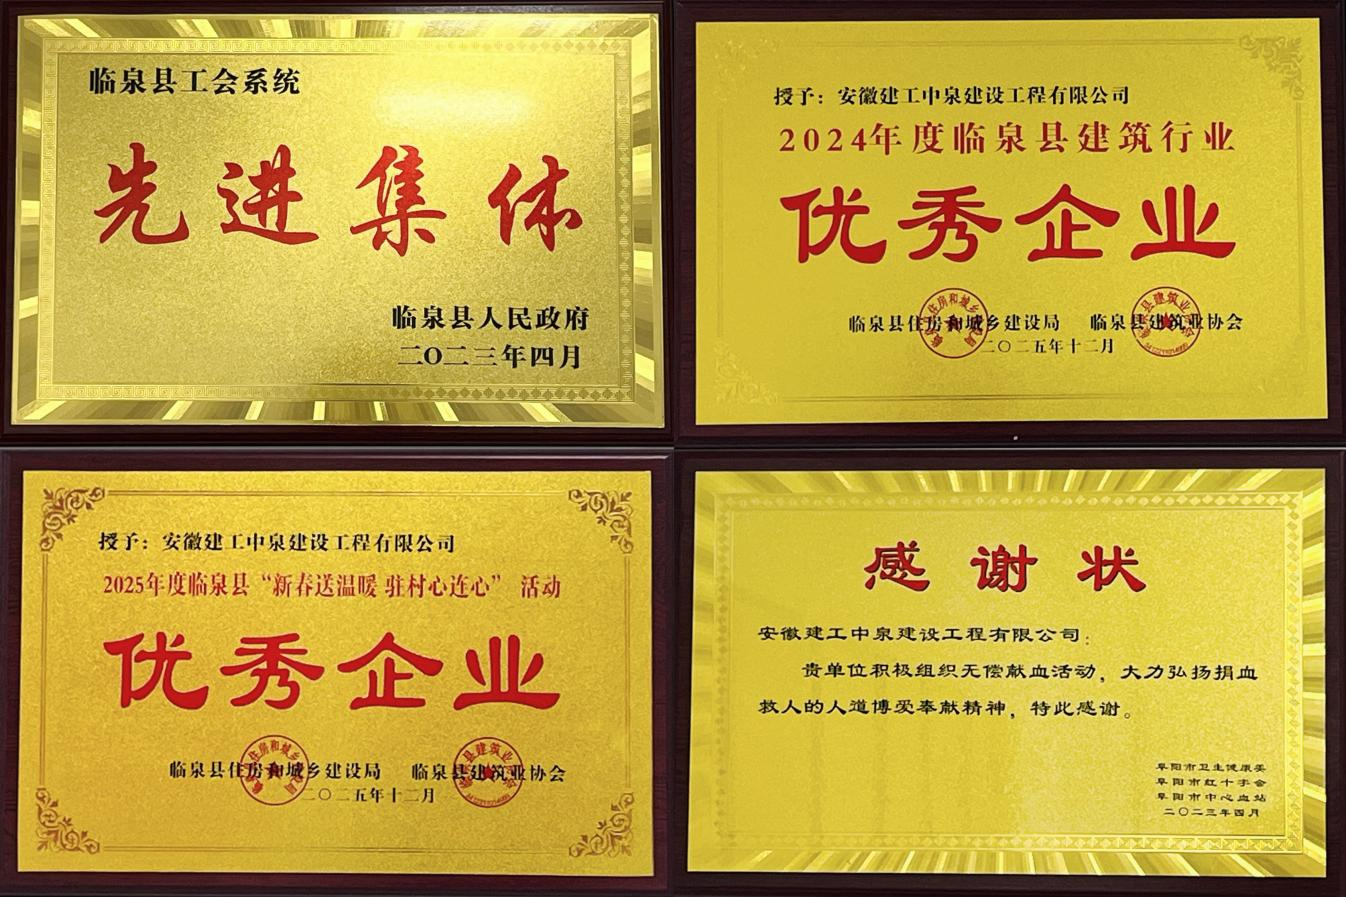 临泉县工会系统
先进集体
临泉县人民政府
二〇二三年四月
授予：安徽建工中泉建设工程有限公司
2024年度临泉县建筑行业
优秀企业
临泉县住房和城乡建设局 临泉县建筑业协会
二〇二五年十二月
授予：安徽建工中泉建设工程有限公司
2025年度临泉县“新春送温暖 驻村心连心” 活动
优秀企业
临泉县住房和城乡建设局 临泉县建筑业协会
二〇二五年十二月
感谢状
安徽建工中泉建设工程有限公司：
贵单位积极组织无偿献血活动，大力弘扬捐血
救人的人道博爱奉献精神，特此感谢。
阜阳市卫生健康委
阜阳市红十字会
阜阳市中心血站
二〇二三年四月